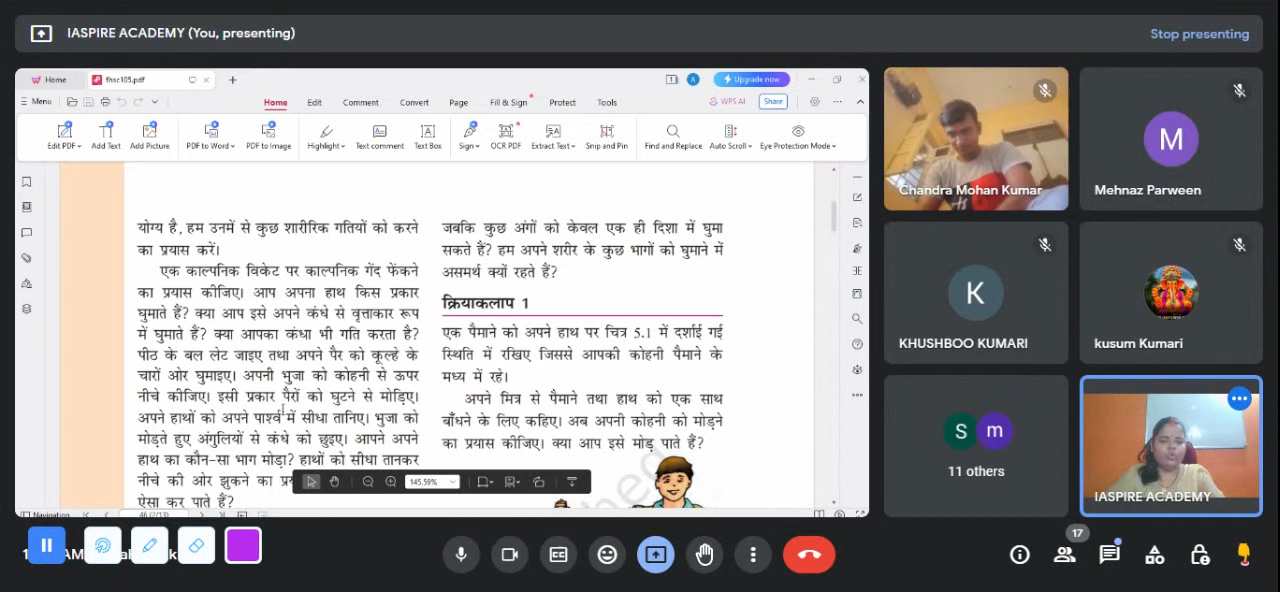 IASPIRE ACADEMY (You, presenting)
Stop presenting
Home
fhsc105.pdf
Upgrade now
Menu
Home Edit Comment Convert Page Fill & Sign Protect Tools
WPS AI
Share
Edit PDF Add Text Add Picture PDF to Word PDF to Image Highlight Text comment Text Box Sign OCR PDF Extract Text Snip and Pin Find and Replace Auto Scroll Eye Protection Mode
योग्य है, हम उनमें से कुछ शारीरिक गतियों को करने
का प्रयास करें।
एक काल्पनिक विकेट पर काल्पनिक गेंद फेंकने
का प्रयास कीजिए। आप अपना हाथ किस प्रकार
घुमाते हैं? क्या आप इसे अपने कंधे से वृत्ताकार रूप
में घुमाते हैं? क्या आपका कंधा भी गति करता है?
पीठ के बल लेट जाइए तथा अपने पैर को कूल्हे के
चारों ओर घुमाइए। अपनी भुजा को कोहनी से ऊपर
नीचे कीजिए। इसी प्रकार पैरों को घुटने से मोड़िए।
अपने हाथों को अपने पार्श्व में सीधा तानिए। भुजा को
मोड़ते हुए अंगुलियों से कंधे को छुइए। आपने अपने
हाथ का कौन-सा भाग मोड़ा? हाथों को सीधा तानकर
नीचे की ओर झुकने का
ऐसा कर पाते हैं?
जबकि कुछ अंगों को केवल एक ही दिशा में घुमा
सकते हैं? हम अपने शरीर के कुछ भागों को घुमाने में
असमर्थ क्यों रहते हैं?
क्रियाकलाप 1
एक पैमाने को अपने हाथ पर चित्र 5.1 में दर्शाई गई
स्थिति में रखिए जिससे आपकी कोहनी पैमाने के
मध्य में रहे।
अपने मित्र से पैमाने तथा हाथ को एक साथ
बाँधने के लिए कहिए। अब अपनी कोहनी को मोड़ने
का प्रयास कीजिए। क्या आप इसे मोड़ पाते हैं?
145.59%
Navigation
Chandra Mohan Kumar
M
Mehnaz Parween
K
KHUSHBOO KUMARI
kusum Kumari
S m
11 others
IASPIRE ACADEMY
17